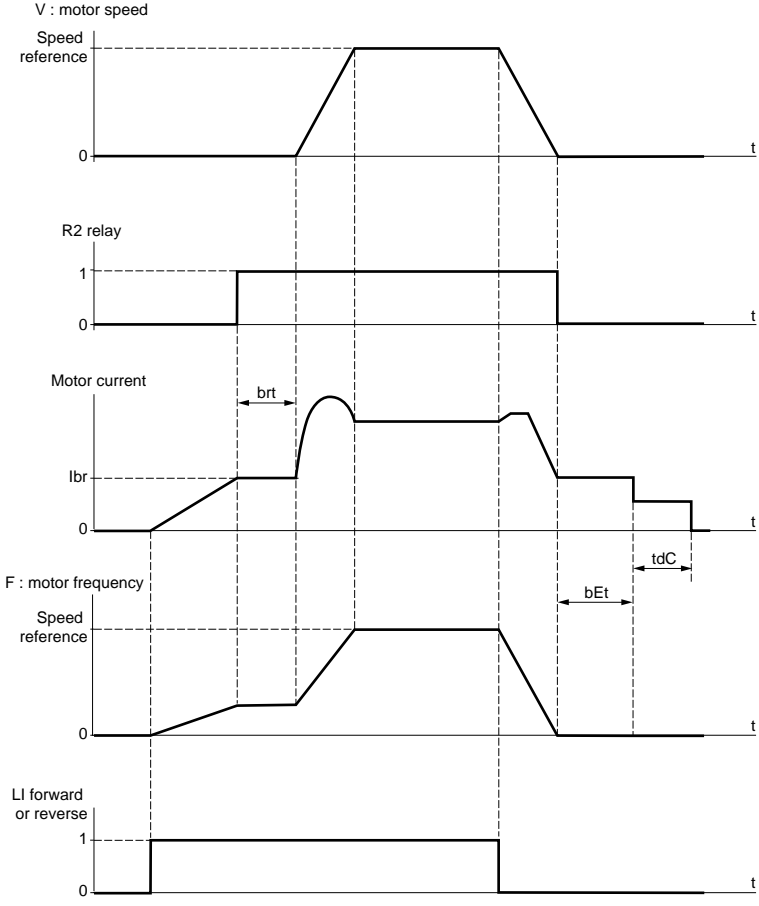 V : motor speed
Speed
reference
0
t
R2 relay
1
0
t
Motor current
brt
Ibr
0
t
tdC
bEt
F : motor frequency
Speed
reference
0
t
LI forward
or reverse
1
0
t